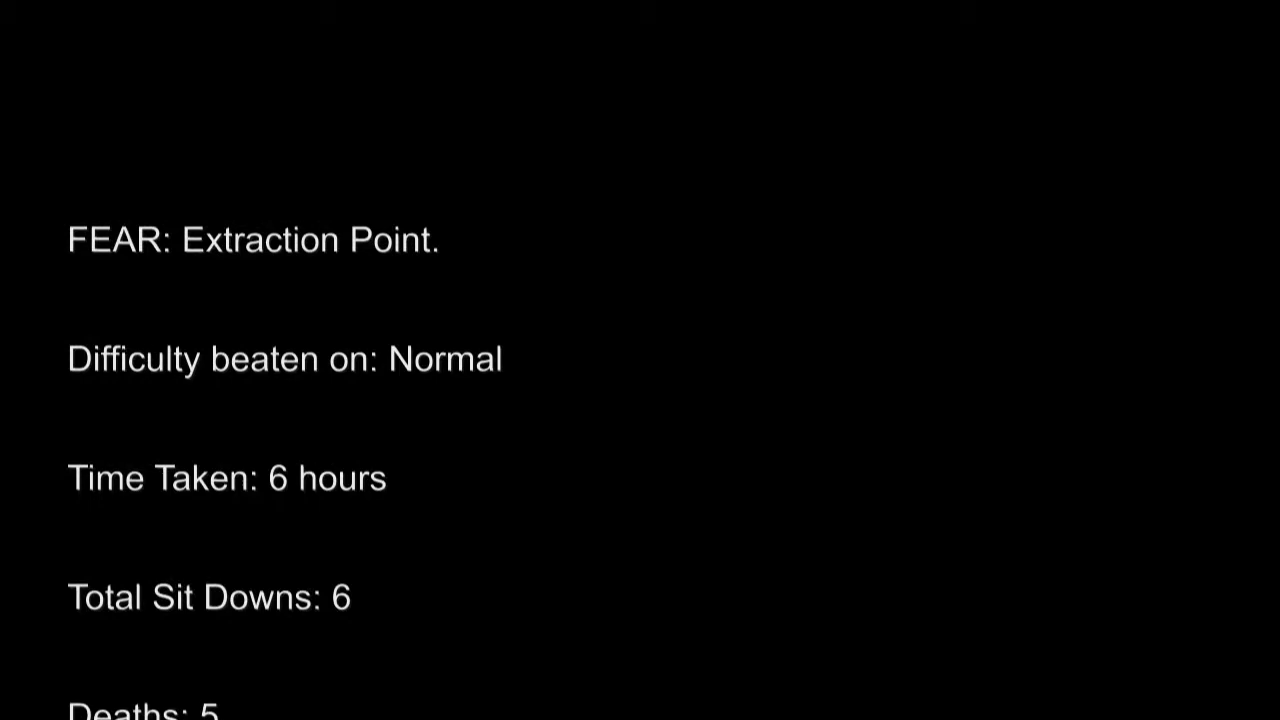 FEAR: Extraction Point.
Difficulty beaten on: Normal
Time Taken: 6 hours
Total Sit Downs: 6
Deaths: 5